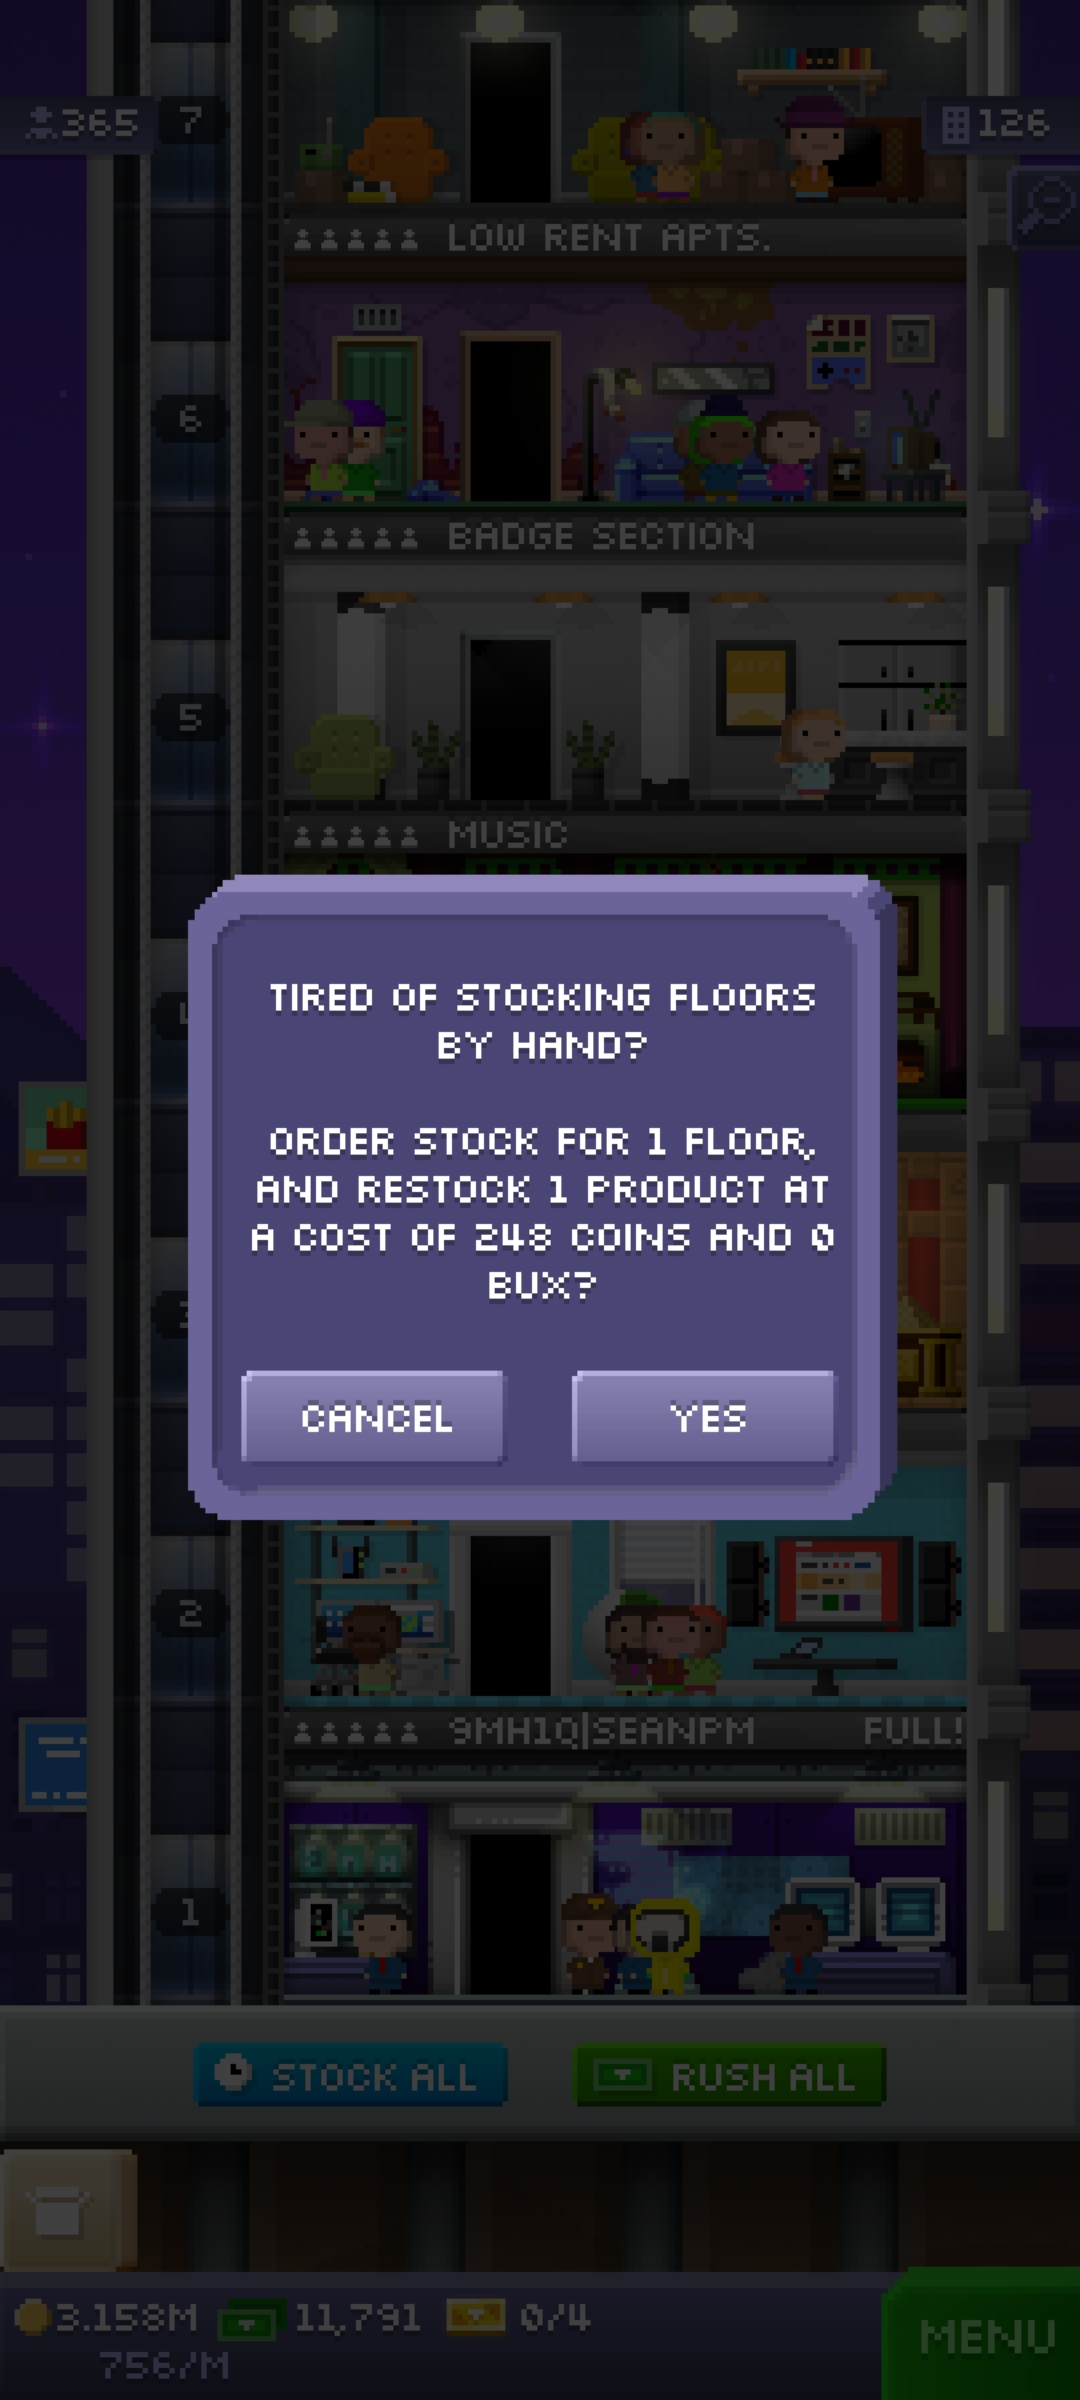 365
7
126
LOW RENT APTS.
6
BADGE SECTION
5
MUSIC
TIRED OF STOCKING FLOORS
BY HAND?
ORDER STOCK FOR 1 FLOOR,
AND RESTOCK 1 PRODUCT AT
A COST OF 248 COINS AND 0
BUX?
CANCEL
YES
2
9MH1Q|SEANPM
FULL!
1
STOCK ALL
RUSH ALL
3.158M
11,791
0/4
756/M
MENU